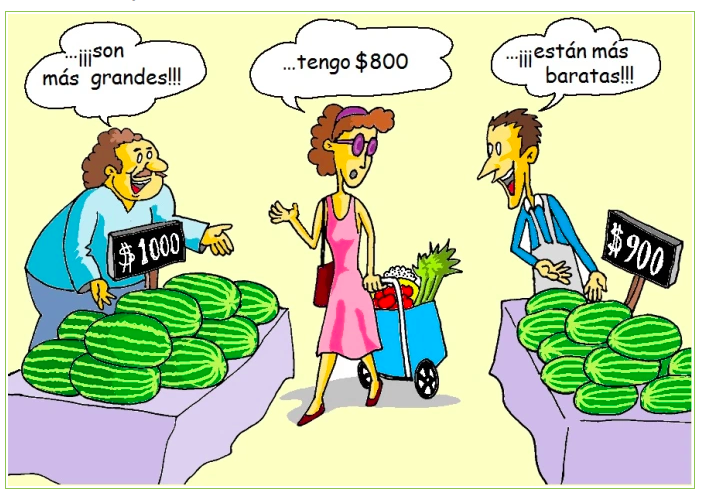 ...¡¡¡son
más grandes!!!
...tengo $800
...¡¡¡están más
baratas!!!
$1000
$900